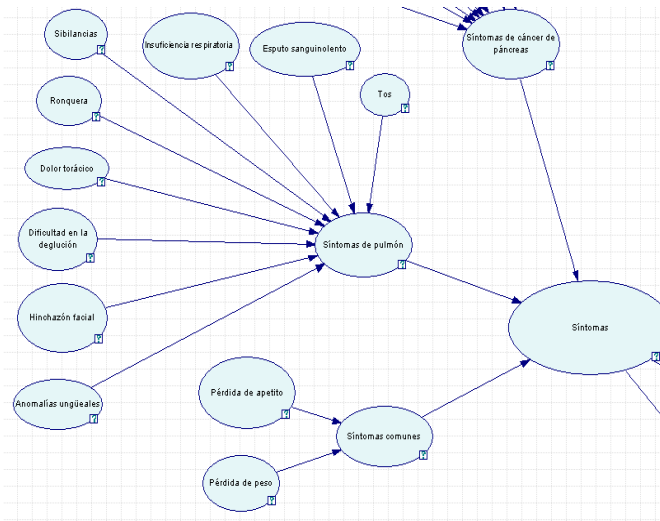 Sibilancias
Insuficiencia respiratoria
Esputo sanguinolento
Síntomas de cáncer de
páncreas
Ronquera
Tos
Dolor torácico
Dificultad en la
deglución
Síntomas de pulmón
Hinchazón facial
Síntomas
Anomalías ungüeales
Pérdida de apetito
Síntomas comunes
Pérdida de peso